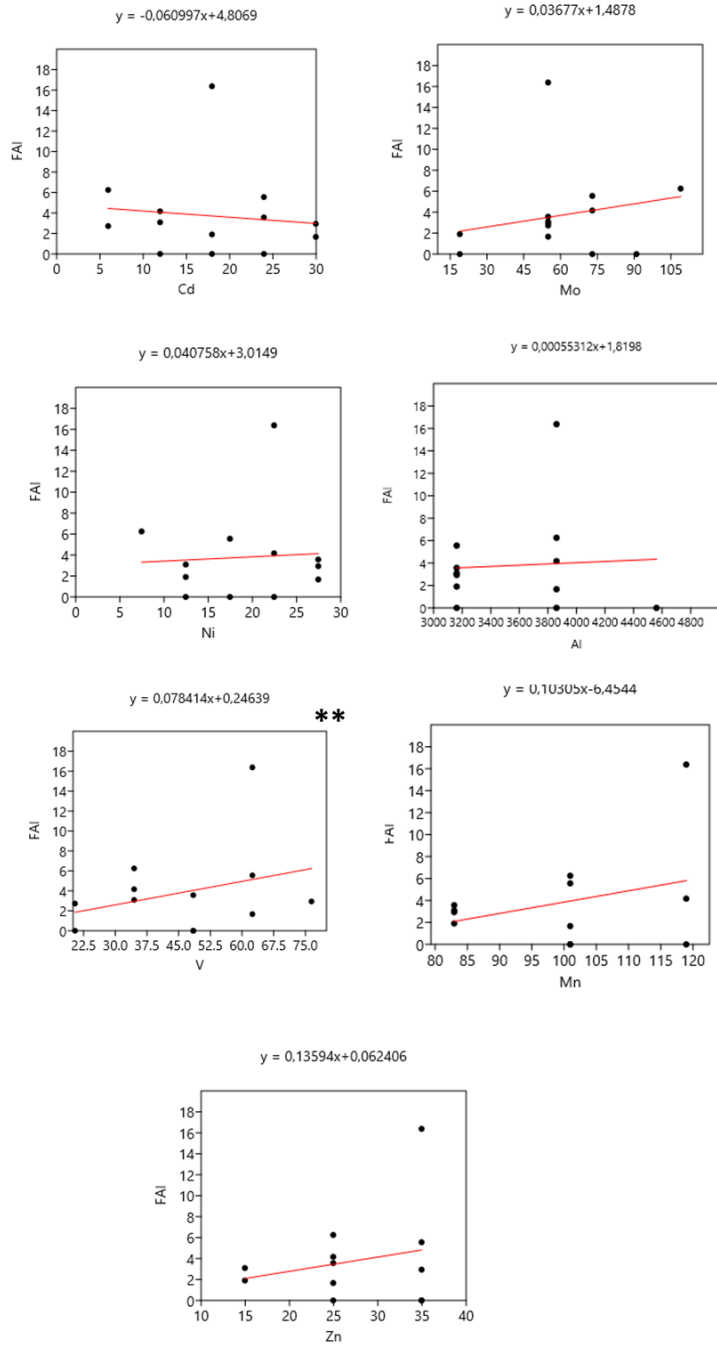 y = -0,060997x+4,8069
18
16
14
12
10
8
6
4
2
0
FAI
0 5 10 15 20 25 30
Cd
y = 0,03677x+1,4878
18
16
14
12
10
8
6
4
2
0
FAI
15 30 45 60 75 90 105
Mo
y = 0,040758x+3,0149
18
16
14
12
10
8
6
4
2
0
FAI
0 5 10 15 20 25 30
Ni
y = 0,00055312x+1,8198
18
16
14
12
10
8
6
4
2
0
FAI
3000 3200 3400 3600 3800 4000 4200 4400 4600 4800
Al
y = 0,078414x+0,24639
**
18
16
14
12
10
8
6
4
2
0
FAI
22.5 30.0 37.5 45.0 52.5 60.0 67.5 75.0
V
y = 0,10305x-6,4544
18
16
14
12
10
8
6
4
2
0
FAI
80 85 90 95 100 105 110 115 120
Mn
y = 0,13594x+0,062406
18
16
14
12
10
8
6
4
2
0
FAI
10 15 20 25 30 35 40
Zn